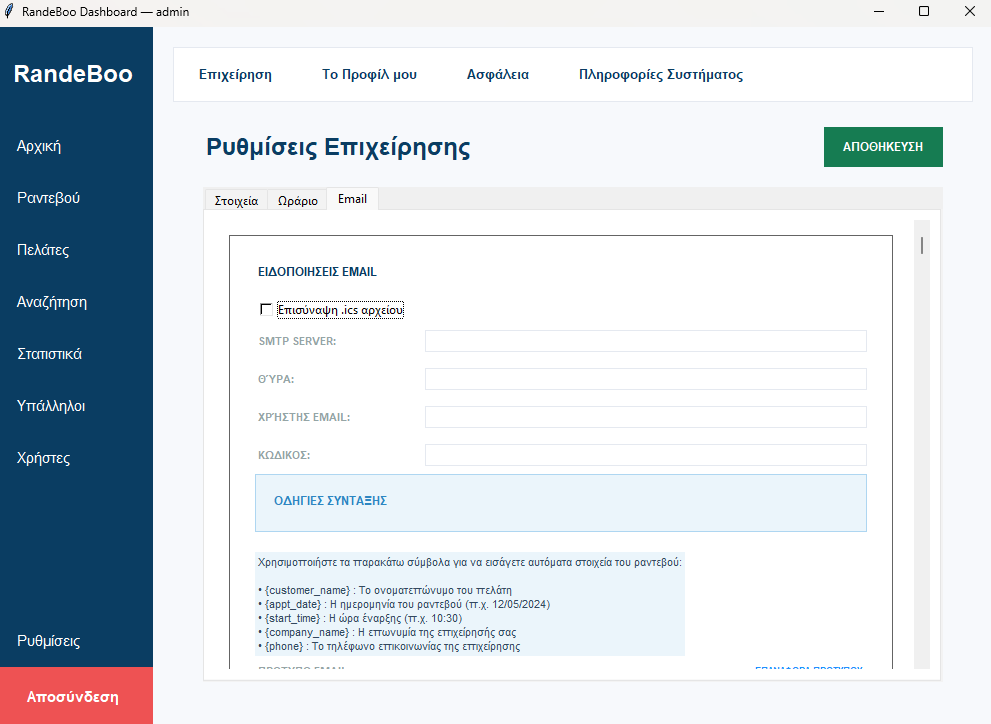 RandeBoo Dashboard — admin
RandeBoo
Αρχική
Ραντεβού
Πελάτες
Αναζήτηση
Στατιστικά
Υπάλληλοι
Χρήστες
Ρυθμίσεις
Αποσύνδεση
Επιχείρηση Το Προφίλ μου Ασφάλεια Πληροφορίες Συστήματος
Ρυθμίσεις Επιχείρησης
ΑΠΟΘΗΚΕΥΣΗ
Στοιχεία Ωράριο Email
ΕΙΔΟΠΟΙΗΣΕΙΣ EMAIL
Επισύναψη .ics αρχείου
SMTP SERVER:
ΘΎΡΑ:
ΧΡΉΣΤΗΣ EMAIL:
ΚΩΔΙΚΟΣ:
ΟΔΗΓΙΕΣ ΣΥΝΤΑΞΗΣ
Χρησιμοποιήστε τα παρακάτω σύμβολα για να εισάγετε αυτόματα στοιχεία του ραντεβού:
• {customer_name} : Το ονοματεπώνυμο του πελάτη
• {appt_date} : Η ημερομηνία του ραντεβού (π.χ. 12/05/2024)
• {start_time} : Η ώρα έναρξης (π.χ. 10:30)
• {company_name} : Η επωνυμία της επιχείρησής σας
• {phone} : Το τηλέφωνο επικοινωνίας της επιχείρησης
ΠΡΟΤΥΠΟ EMAIL ΕΠΑΝΑΦΟΡΑ ΠΡΟΤΥΠΟΥ